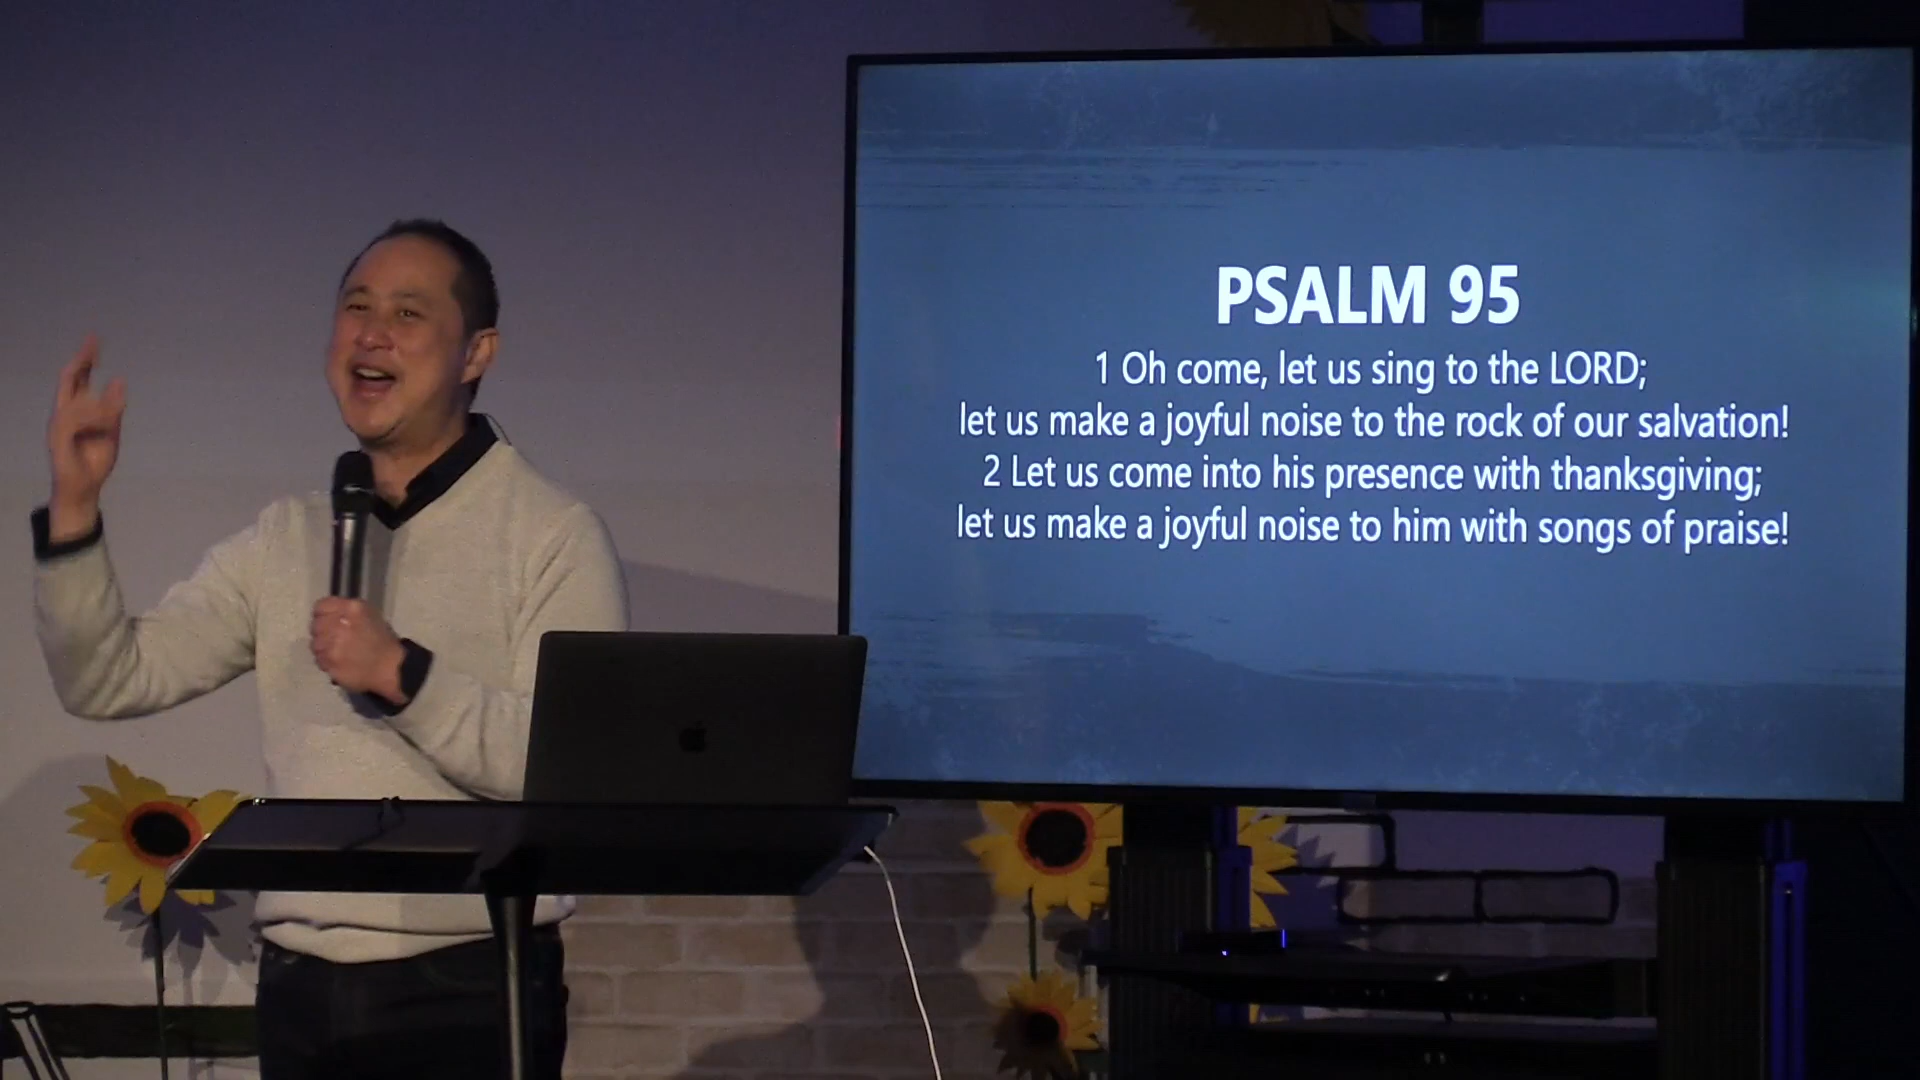 PSALM 95
1 Oh come, let us sing to the LORD;
let us make a joyful noise to the rock of our salvation!
2 Let us come into his presence with thanksgiving;
let us make a joyful noise to him with songs of praise!